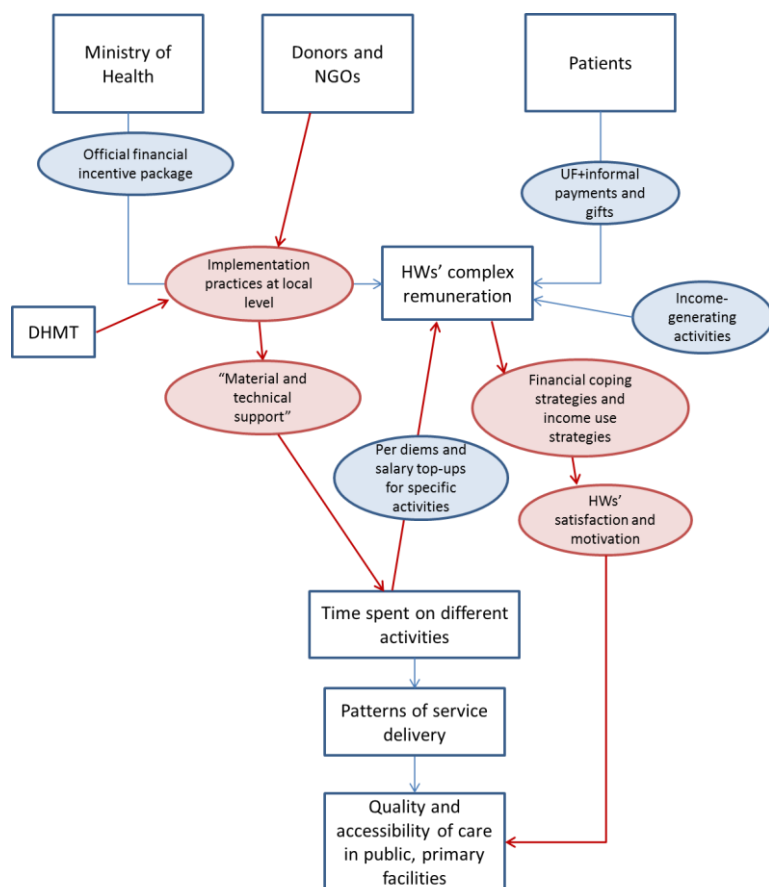 Ministry of
Health
Donors and
NGOs
Patients
Official financial
incentive package
UF+informal
payments and
gifts
Implementation
practices at local
level
HWs’ complex
remuneration
Income-
generating
activities
DHMT
“Material and
technical
support”
Financial coping
strategies and
income use
strategies
Per diems and
salary top-ups
for specific
activities
HWs’
satisfaction and
motivation
Time spent on different
activities
Patterns of service
delivery
Quality and
accessibility of care
in public, primary
facilities